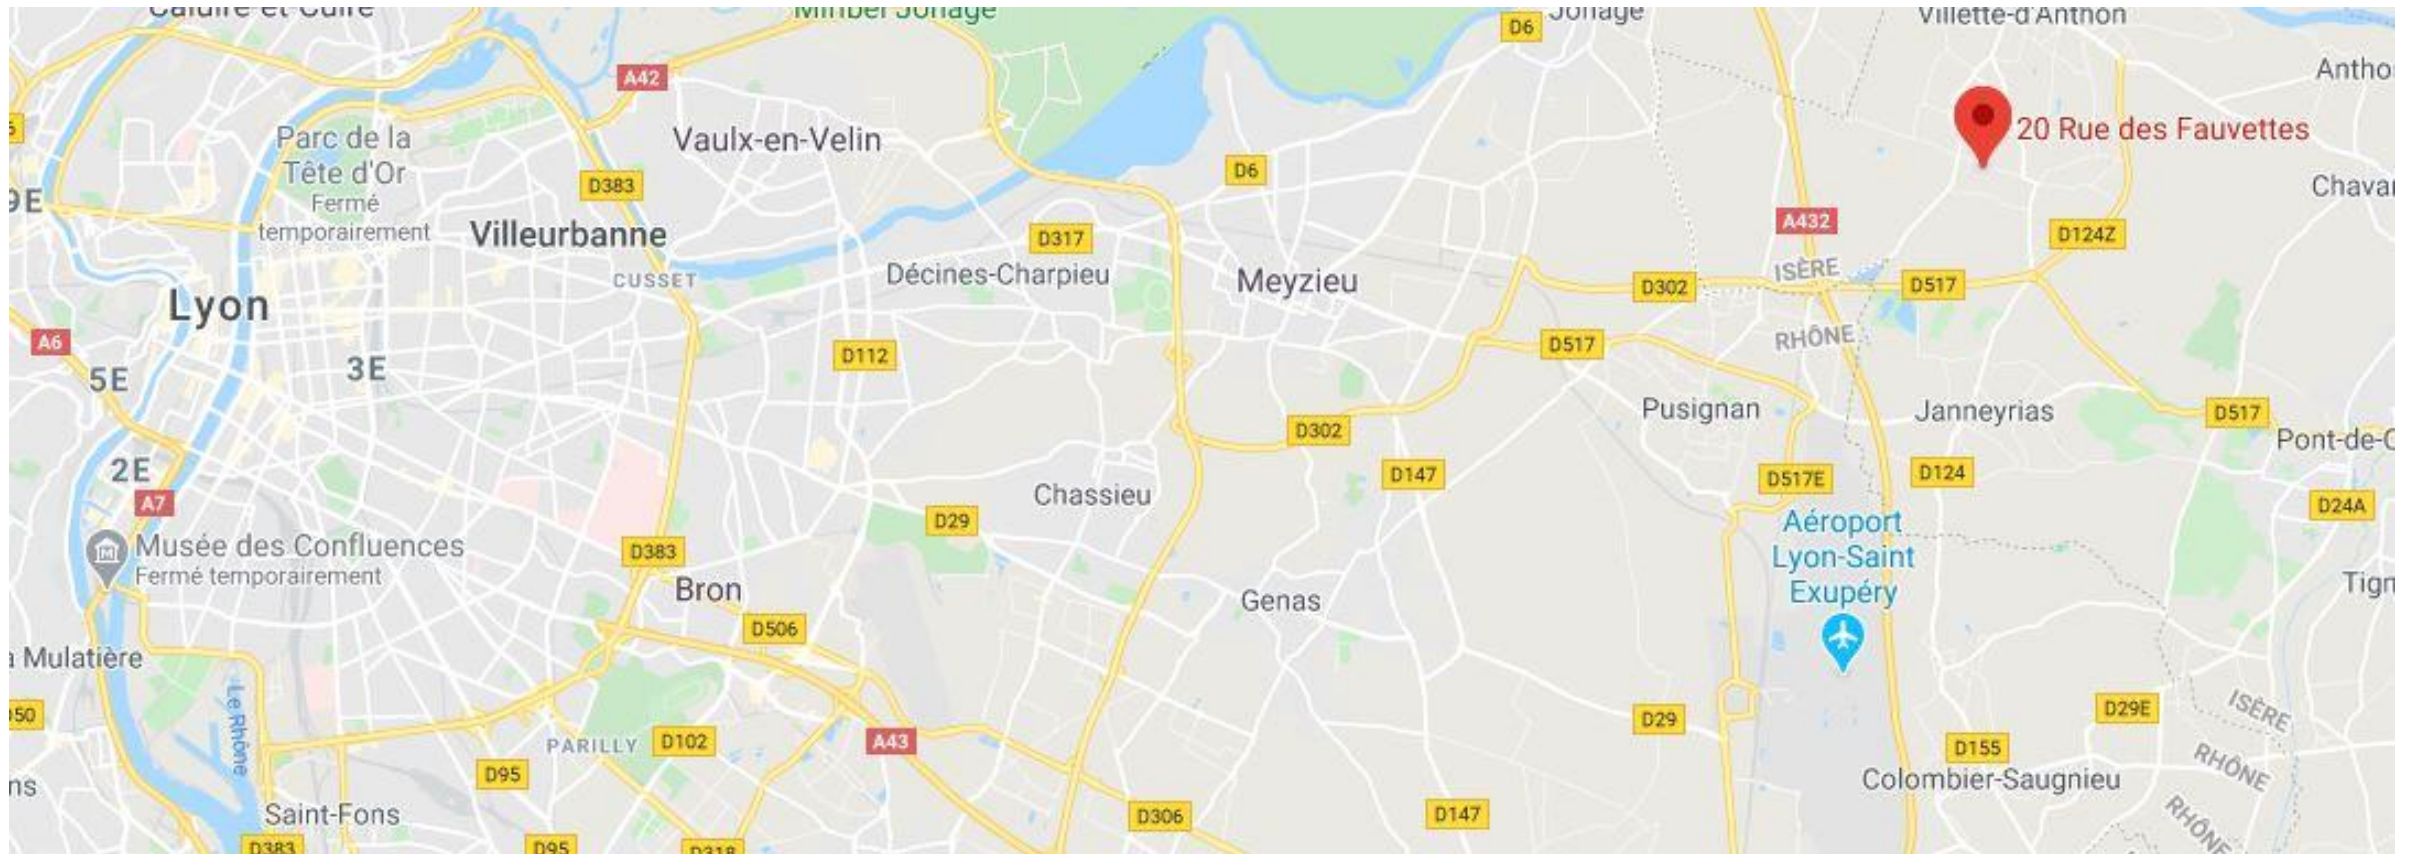 Caluire-et-Cuire
Miribel Jonage
D6
Jonage
Villette-d'Anthon
A42
Antho
Parc de la
Tête d'Or
Fermé
temporairement
Vaulx-en-Velin
20 Rue des Fauvettes
D6
D383
Chava
9E
A432
Villeurbanne
D317
D124Z
CUSSET
Décines-Charpieu
Meyzieu
ISÈRE
D302
D517
Lyon
RHÔNE
A6
D112
D517
5E
3E
Pusignan
Janneyrias
D517
D302
Pont-de-C
2E
D147
D517E
D124
A7
Chassieu
D24A
D29
Aéroport
Lyon-Saint
Exupéry
Musée des Confluences
Fermé temporairement
D383
Bron
Genas
Tign
D506
a Mulatière
Le Rhône
50
D29
D29E
ISÈRE
PARILLY
D102
A43
D155
RHÔNE
D95
Colombier-Saugnieu
ns
Saint-Fons
D306
D147
RHÔNE
D383
D95
D318